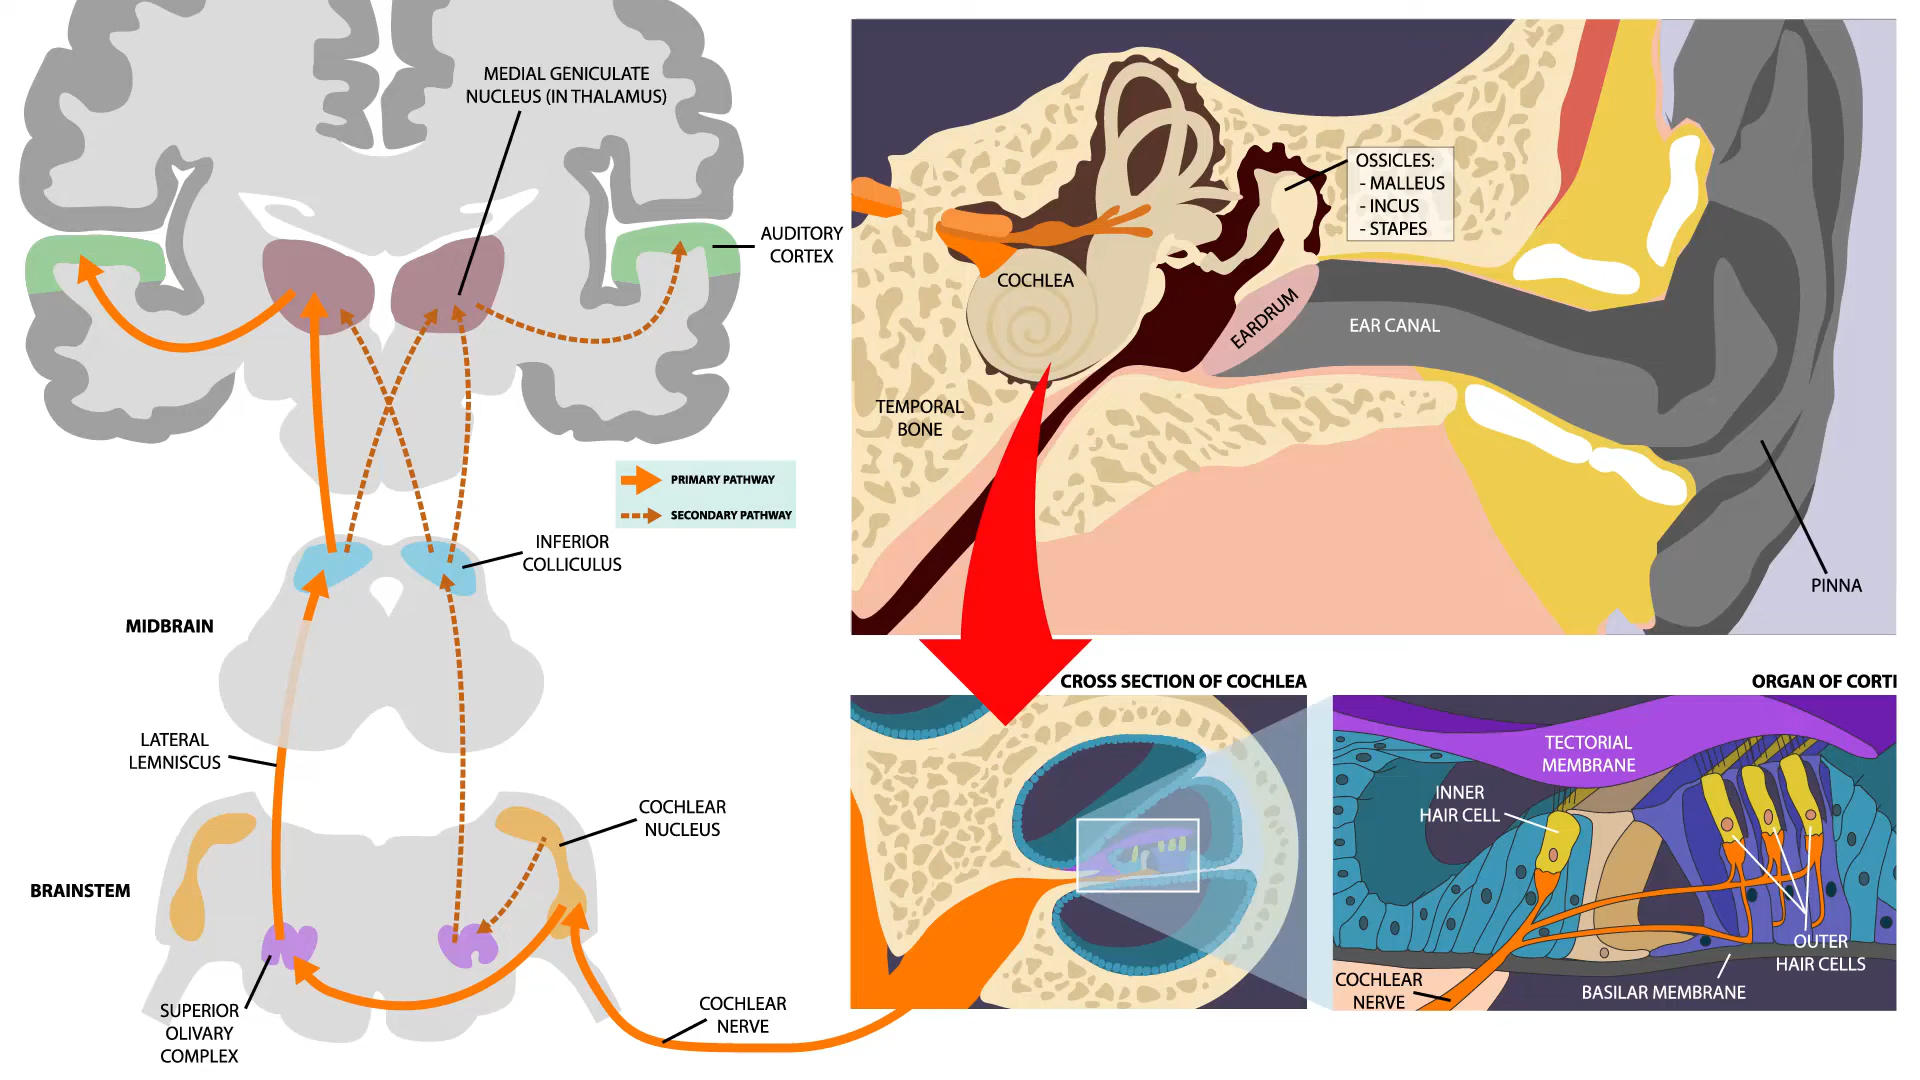 MEDIAL GENICULATE
NUCLEUS (IN THALAMUS)
AUDITORY
CORTEX
PRIMARY PATHWAY
SECONDARY PATHWAY
INFERIOR
COLLICULUS
MIDBRAIN
LATERAL
LEMNISCUS
COCHLEAR
NUCLEUS
BRAINSTEM
SUPERIOR
OLIVARY
COMPLEX
COCHLEAR
NERVE
OSSICLES:
- MALLEUS
- INCUS
- STAPES
COCHLEA
EARDRUM
EAR CANAL
TEMPORAL
BONE
PINNA
CROSS SECTION OF COCHLEA
ORGAN OF CORTI
TECTORIAL
MEMBRANE
INNER
HAIR CELL
OUTER
HAIR CELLS
COCHLEAR
NERVE
BASILAR MEMBRANE